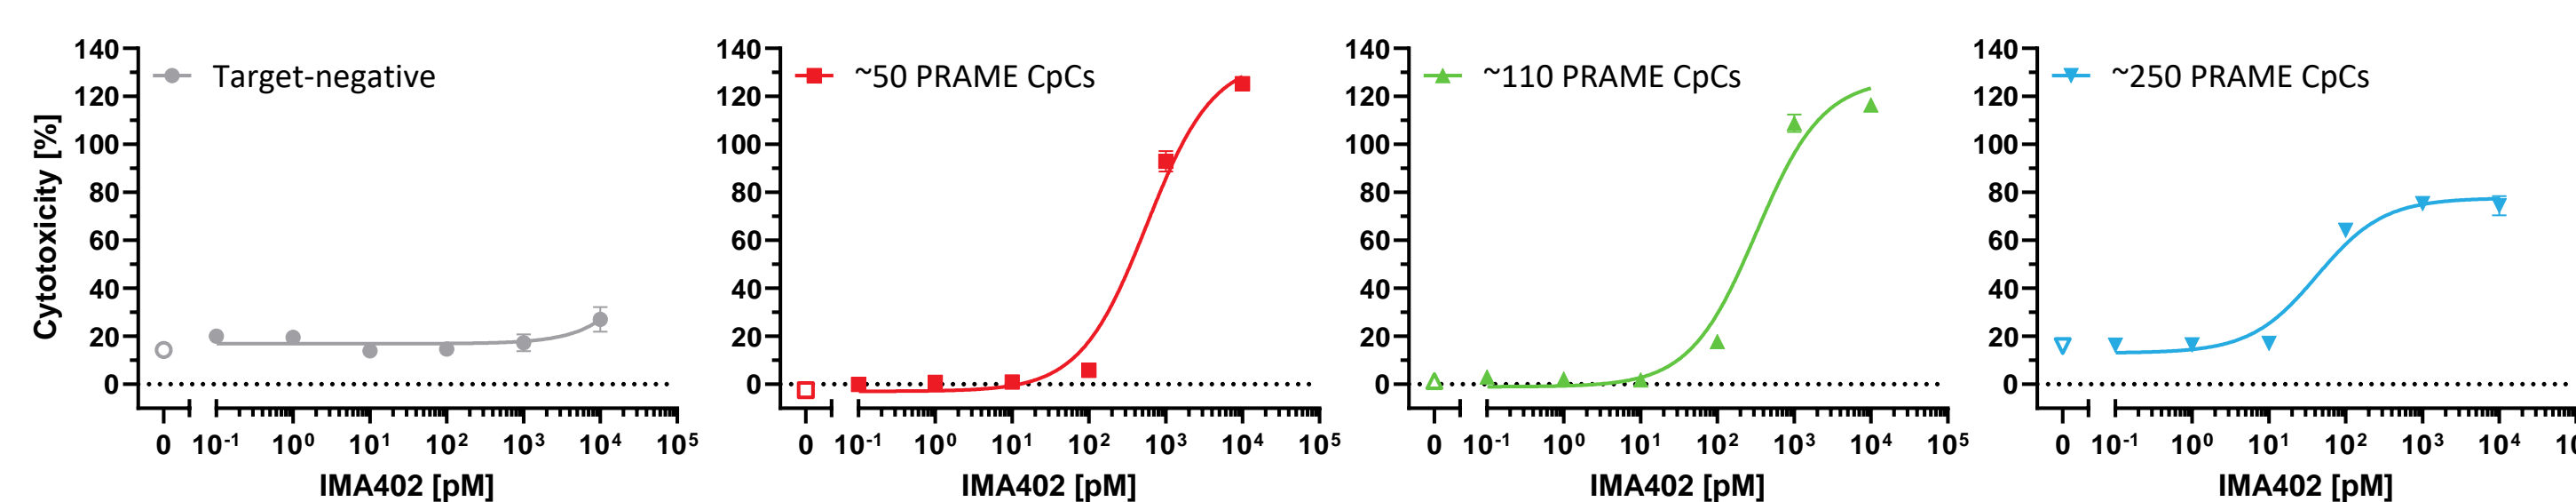 Cytotoxicity [%]
140
120
100
80
60
40
20
0
Target-negative
0 10⁻¹ 10⁰ 10¹ 10² 10³ 10⁴ 10⁵
IMA402 [pM]
140
120
100
80
60
40
20
0
~50 PRAME CpCs
0 10⁻¹ 10⁰ 10¹ 10² 10³ 10⁴ 10⁵
IMA402 [pM]
140
120
100
80
60
40
20
0
~110 PRAME CpCs
0 10⁻¹ 10⁰ 10¹ 10² 10³ 10⁴ 10⁵
IMA402 [pM]
140
120
100
80
60
40
20
0
~250 PRAME CpCs
0 10⁻¹ 10⁰ 10¹ 10² 10³ 10⁴
IMA402 [pM]